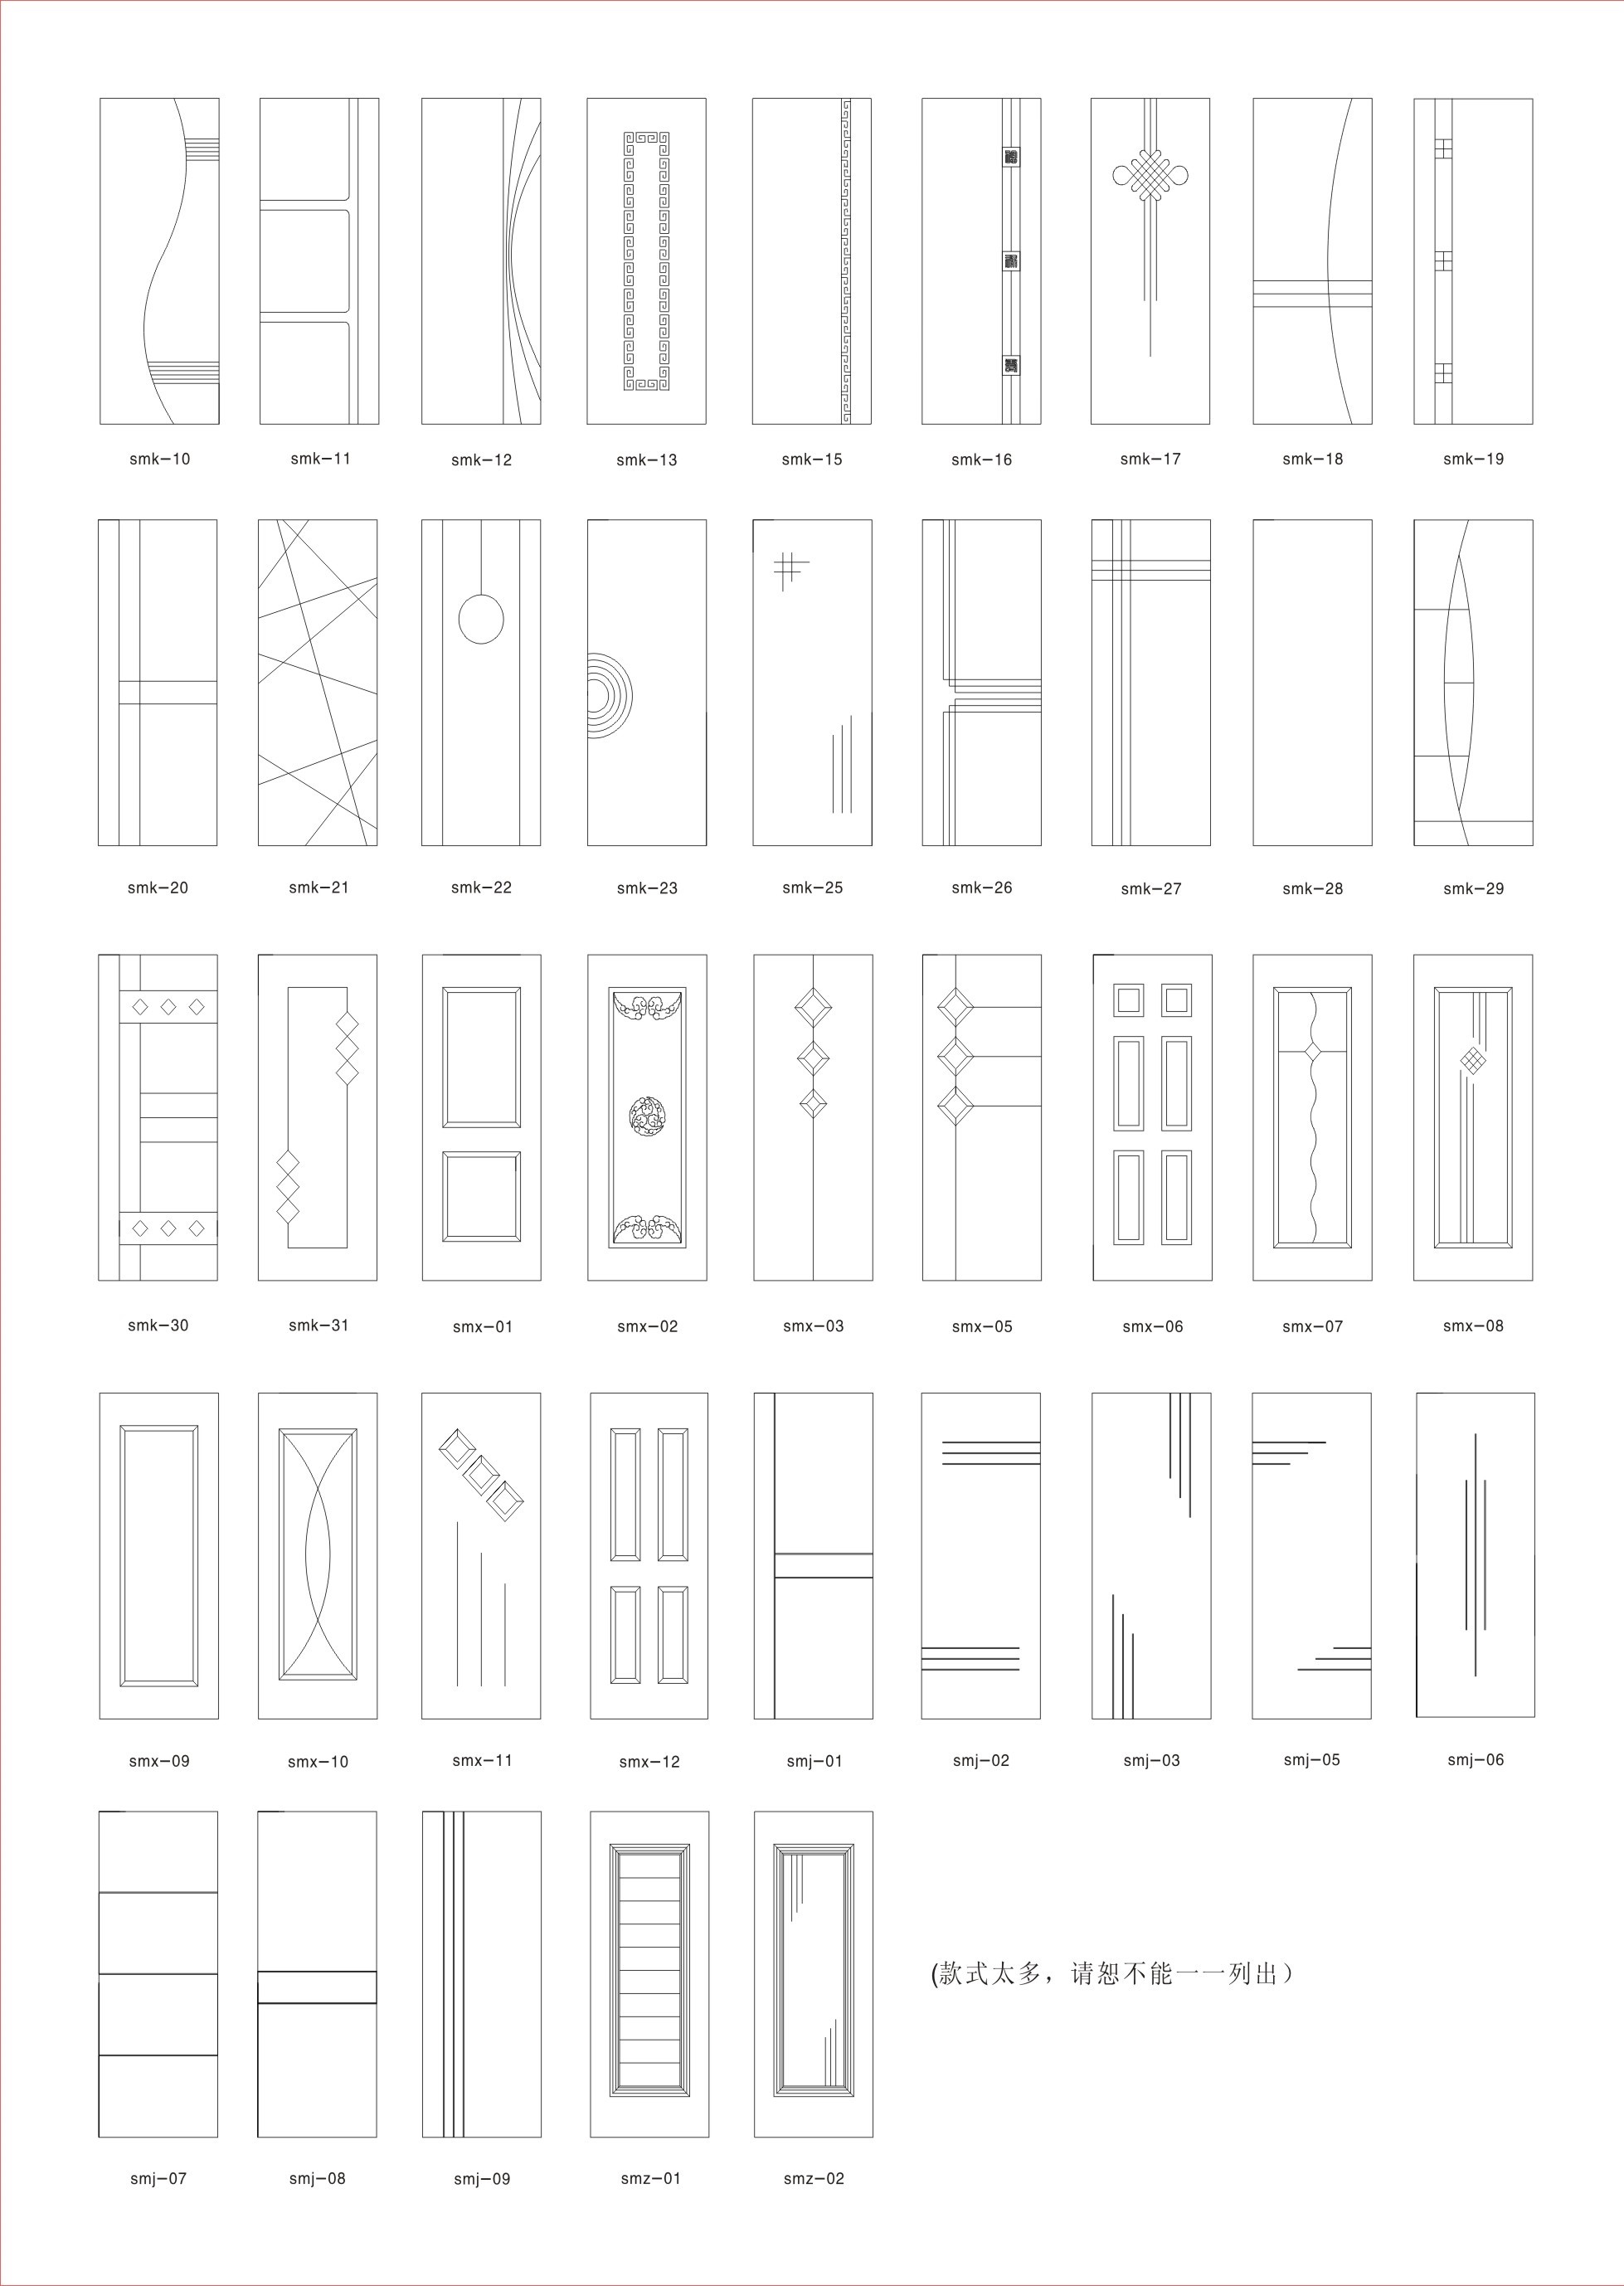 smk-10 smk-11 smk-12 smk-13 smk-15 smk-16 smk-17 smk-18 smk-19
smk-20 smk-21 smk-22 smk-23 smk-25 smk-26 smk-27 smk-28 smk-29
smk-30 smk-31 smx-01 smx-02 smx-03 smx-05 smx-06 smx-07 smx-08
smx-09 smx-10 smx-11 smx-12 smj-01 smj-02 smj-03 smj-05 smj-06
(款式太多，请恕不能一一列出）
smj-07 smj-08 smj-09 smz-01 smz-02